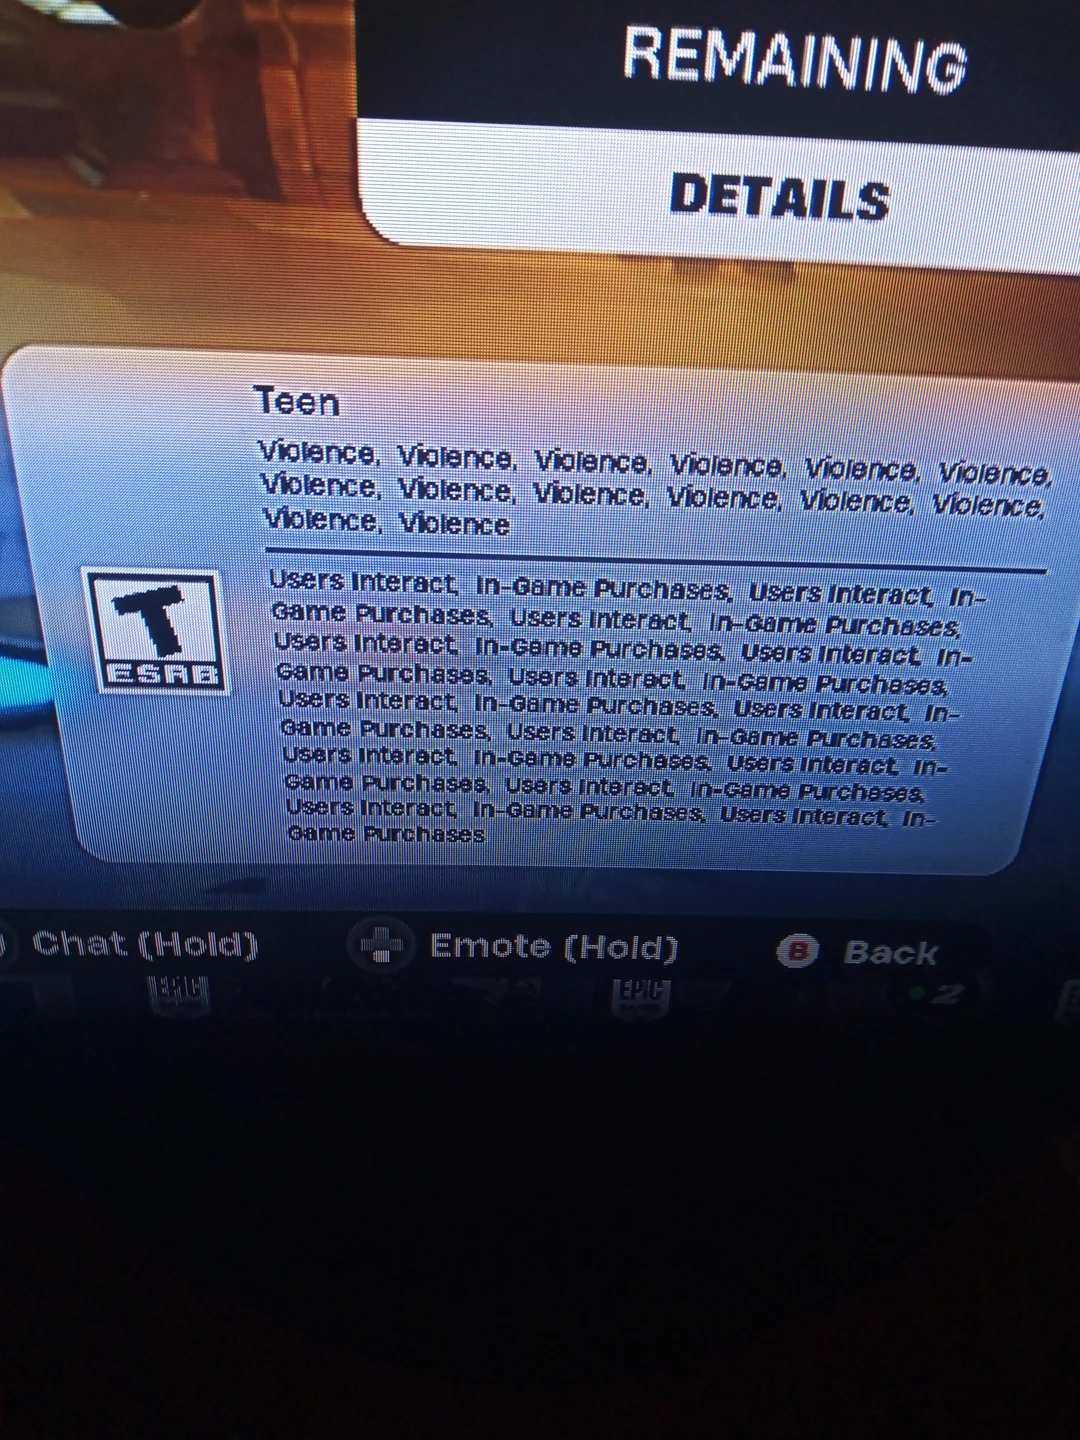 REMAINING
DETAILS
Teen
Violence, Violence, Violence, Violence, Violence, Violence,
Violence, Violence, Violence, Violence, Violence, Violence,
Violence, Violence
Users Interact, In-Game Purchases, Users Interact, In-
Game Purchases, Users Interact, In-Game Purchases,
Users Interact, In-Game Purchases, Users Interact, In-
Game Purchases, Users Interact, In-Game Purchases,
Users Interact, In-Game Purchases, Users Interact, In-
Game Purchases, Users Interact, In-Game Purchases,
Users Interact, In-Game Purchases, Users Interact, In-
Game Purchases, Users Interact, In-Game Purchases,
Users Interact, In-Game Purchases, Users Interact, In-
Game Purchases
T
ESRB
Chat (Hold) Emote (Hold) B Back
EPIC EPIC 2